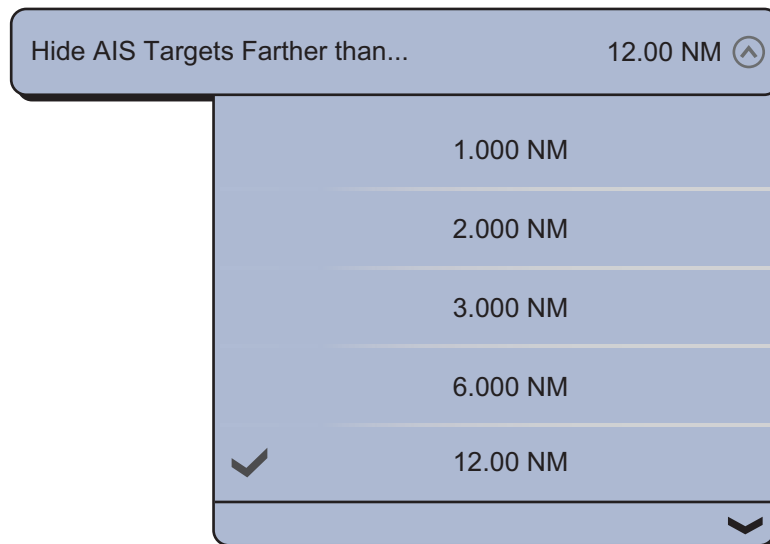 Hide AIS Targets Farther than... 12.00 NM
1.000 NM
2.000 NM
3.000 NM
6.000 NM
12.00 NM